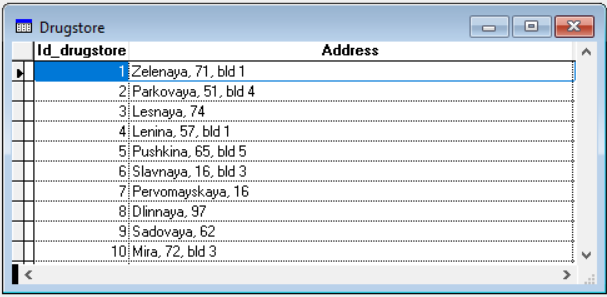 Drugstore
Id_drugstore Address
1 Zelenaya, 71, bld 1
2 Parkovaya, 51, bld 4
3 Lesnaya, 74
4 Lenina, 57, bld 1
5 Pushkina, 65, bld 5
6 Slavnaya, 16, bld 3
7 Pervomayskaya, 16
8 Dlinnaya, 97
9 Sadovaya, 62
10 Mira, 72, bld 3